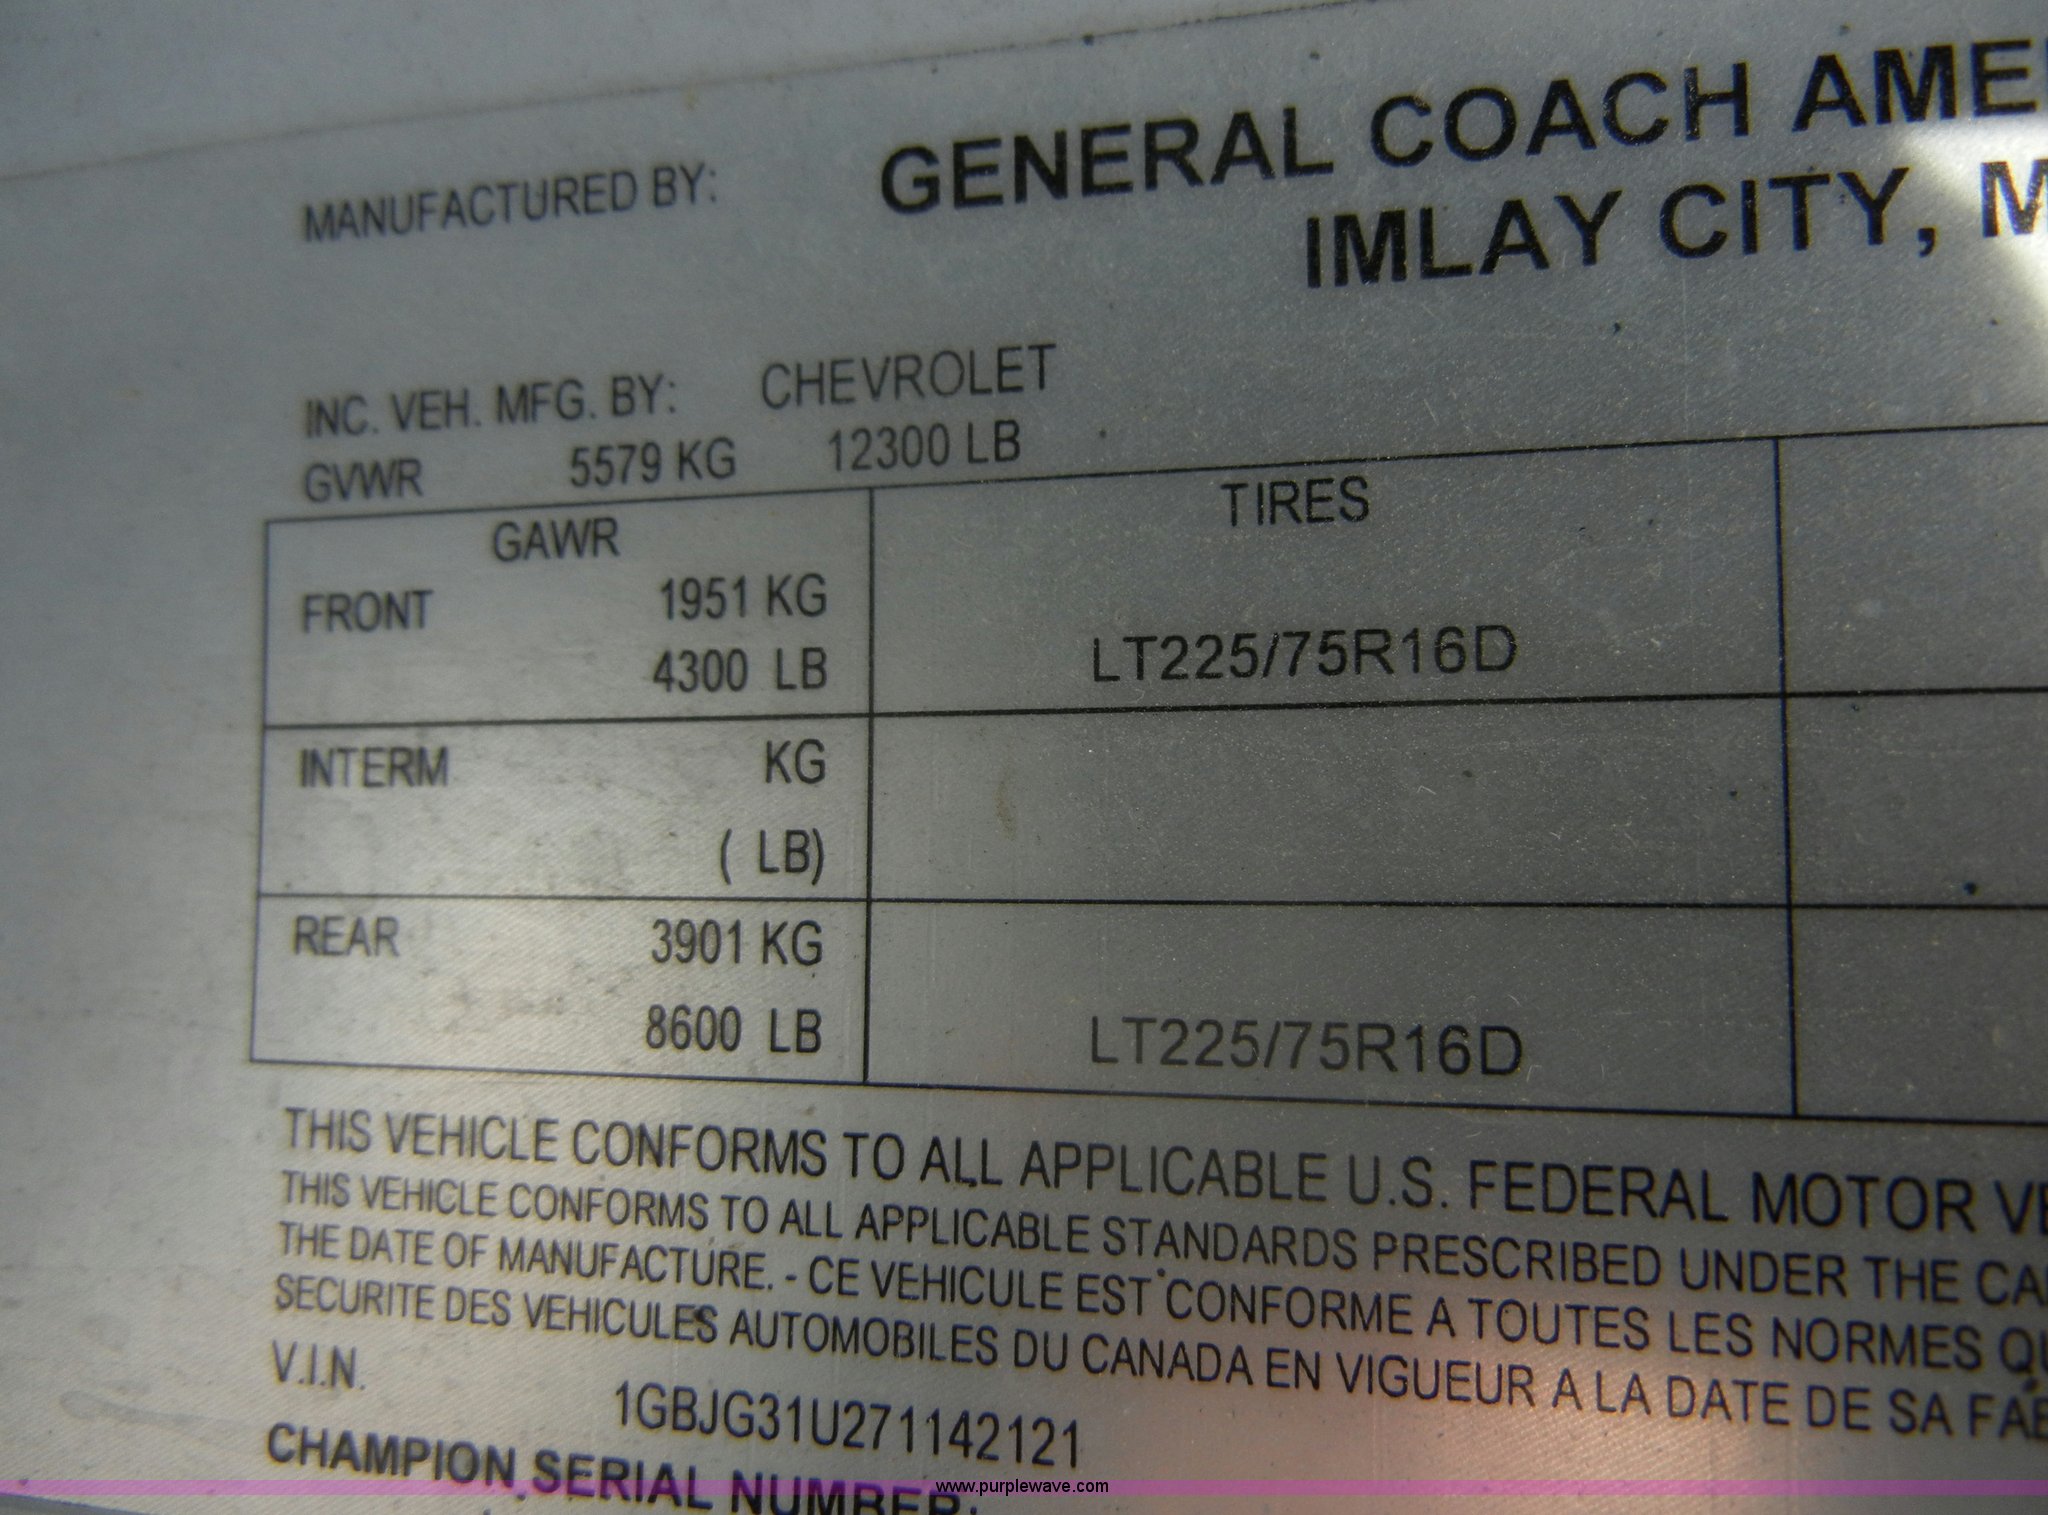 MANUFACTURED BY: GENERAL COACH AME
IMLAY CITY, M
INC. VEH. MFG. BY: CHEVROLET
GVWR 5579 KG 12300 LB
GAWR TIRES
FRONT 1951 KG
4300 LB LT225/75R16D
INTERM KG
( LB)
REAR 3901 KG
8600 LB LT225/75R16D
THIS VEHICLE CONFORMS TO ALL APPLICABLE U.S. FEDERAL MOTOR VE
THIS VEHICLE CONFORMS TO ALL APPLICABLE STANDARDS PRESCRIBED UNDER THE CA
THE DATE OF MANUFACTURE. - CE VEHICULE EST CONFORME A TOUTES LES NORMES QU
SECURITE DES VEHICULES AUTOMOBILES DU CANADA EN VIGUEUR A LA DATE DE SA FAB
V.I.N. 1GBJG31U271142121
CHAMPION SERIAL NUMBER:
www.purplewave.com